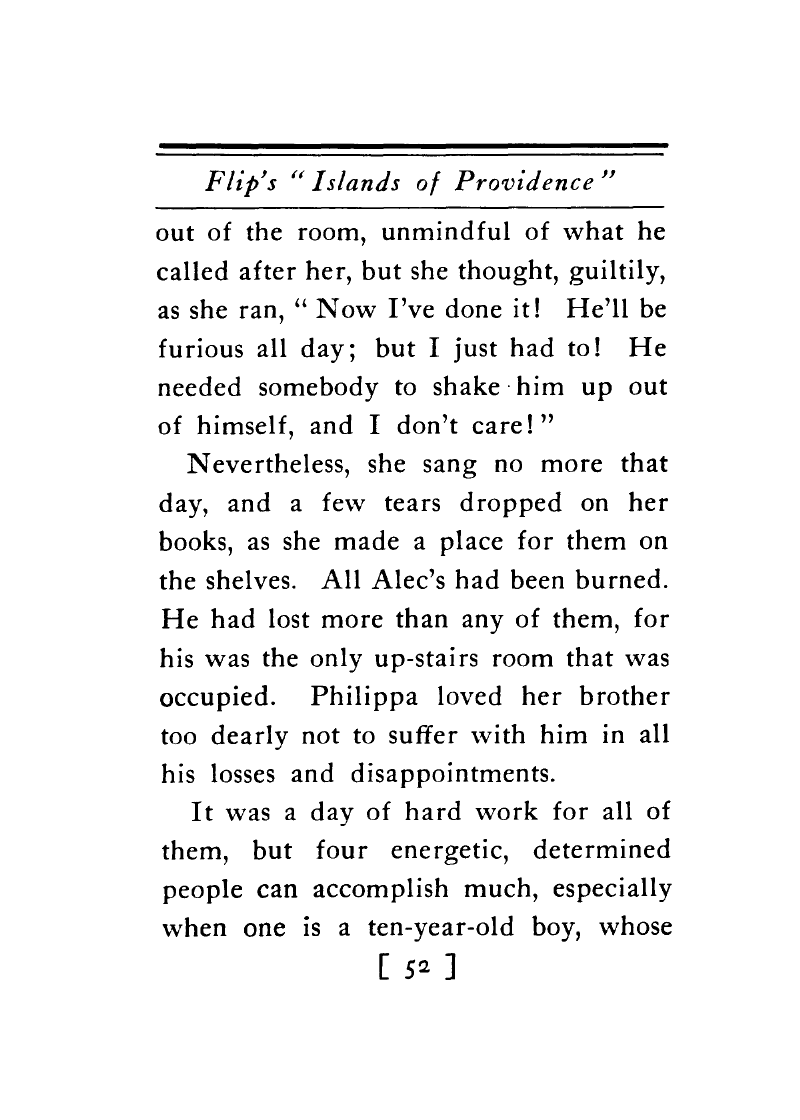 Flip's “Islands of Providence”
out of the room, unmindful of what he
called after her, but she thought, guiltily,
as she ran, “Now I've done it! He'll be
furious all day; but I just had to! He
needed somebody to shake him up out
of himself, and I don't care!”
Nevertheless, she sang no more that
day, and a few tears dropped on her
books, as she made a place for them on
the shelves. All Alec's had been burned.
He had lost more than any of them, for
his was the only up-stairs room that was
occupied. Philippa loved her brother
too dearly not to suffer with him in all
his losses and disappointments.
It was a day of hard work for all of
them, but four energetic, determined
people can accomplish much, especially
when one is a ten-year-old boy, whose
[ 52 ]